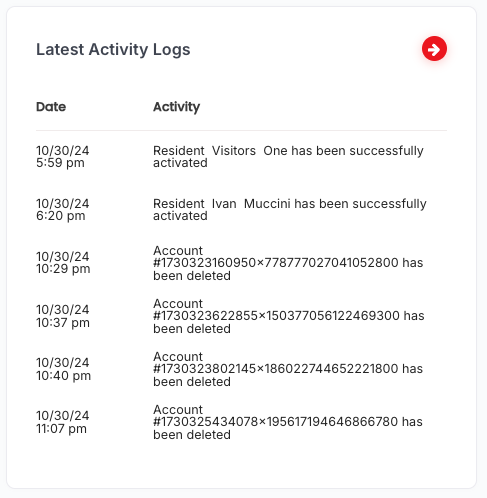 Latest Activity Logs
Date Activity
10/30/24
5:59 pm
Resident  Visitors  One has been successfully
activated
10/30/24
6:20 pm
Resident  Ivan  Muccini has been successfully
activated
10/30/24
10:29 pm
Account
#1730323160950×778777027041052800 has
been deleted
10/30/24
10:37 pm
Account
#1730323622855×150377056122469300 has
been deleted
10/30/24
10:40 pm
Account
#1730323802145×186022744652221800 has
been deleted
10/30/24
11:07 pm
Account
#1730325434078×195617194646866780 has
been deleted